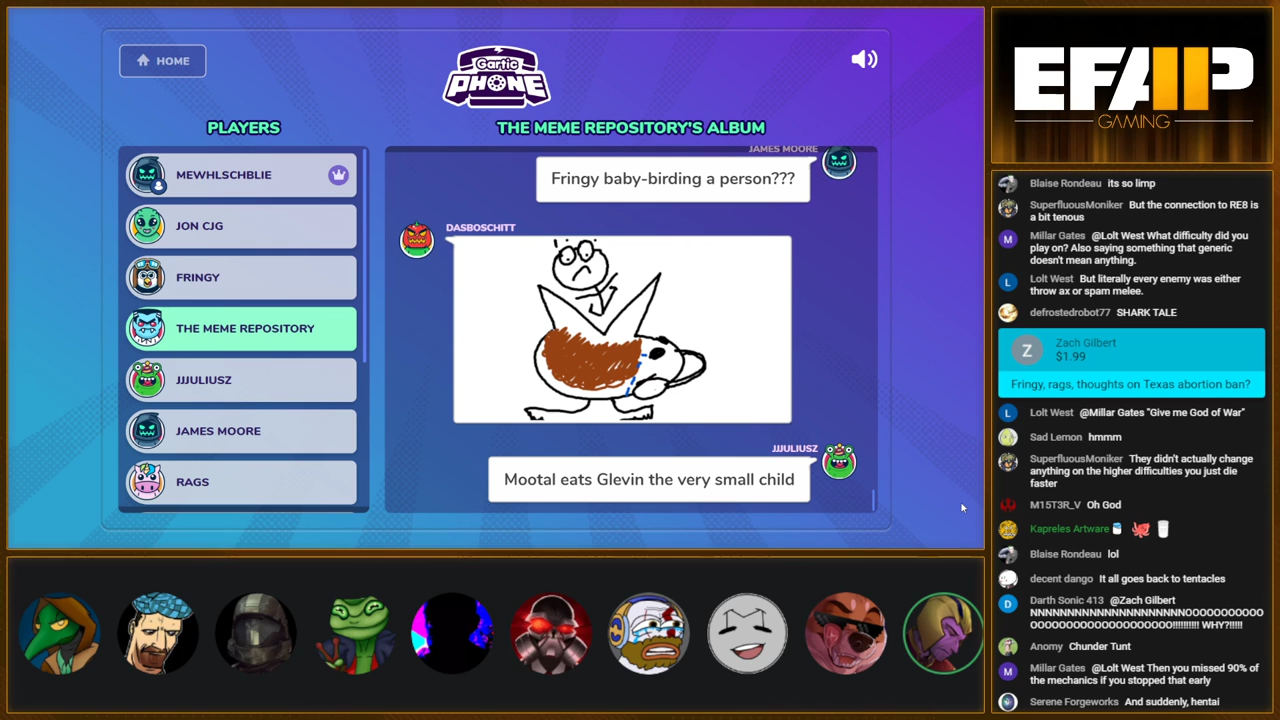 HOME
Gartic
PHONE
PLAYERS
THE MEME REPOSITORY'S ALBUM
MEWHLSCHBLIE
JON CJG
FRINGY
THE MEME REPOSITORY
JJJULIUSZ
JAMES MOORE
RAGS
JAMES MOORE
Fringy baby-birding a person???
DASBOSCHITT
JJJULIUSZ
Mootal eats Glevin the very small child
EFAP
GAMING
Blaise Rondeau its so limp
SuperfluousMoniker But the connection to RE8 is
a bit tenous
M
Millar Gates @Lolt West What difficulty did you
play on? Also saying something that generic
doesn't mean anything.
L
Lolt West But literally every enemy was either
throw ax or spam melee.
defrostedrobot77 SHARK TALE
Z
Zach Gilbert
$1.99
Fringy, rags, thoughts on Texas abortion ban?
L
Lolt West @Millar Gates "Give me God of War"
Sad Lemon hmmm
SuperfluousMoniker They didn't actually change
anything on the higher difficulties you just die
faster
M15T3R_V Oh God
Kapreles Artware
Blaise Rondeau lol
decent dango It all goes back to tentacles
D
Darth Sonic 413 @Zach Gilbert
NNNNNNNNNNNNNNNNNNNNOOOOOOOOOO
OOOOOOOOOOOOOOOOOOOO!!!!!!!!!! WHY?!!!!!
Anomy Chunder Tunt
M
Millar Gates @Lolt West Then you missed 90% of
the mechanics if you stopped that early
Serene Forgeworks And suddenly, hentai